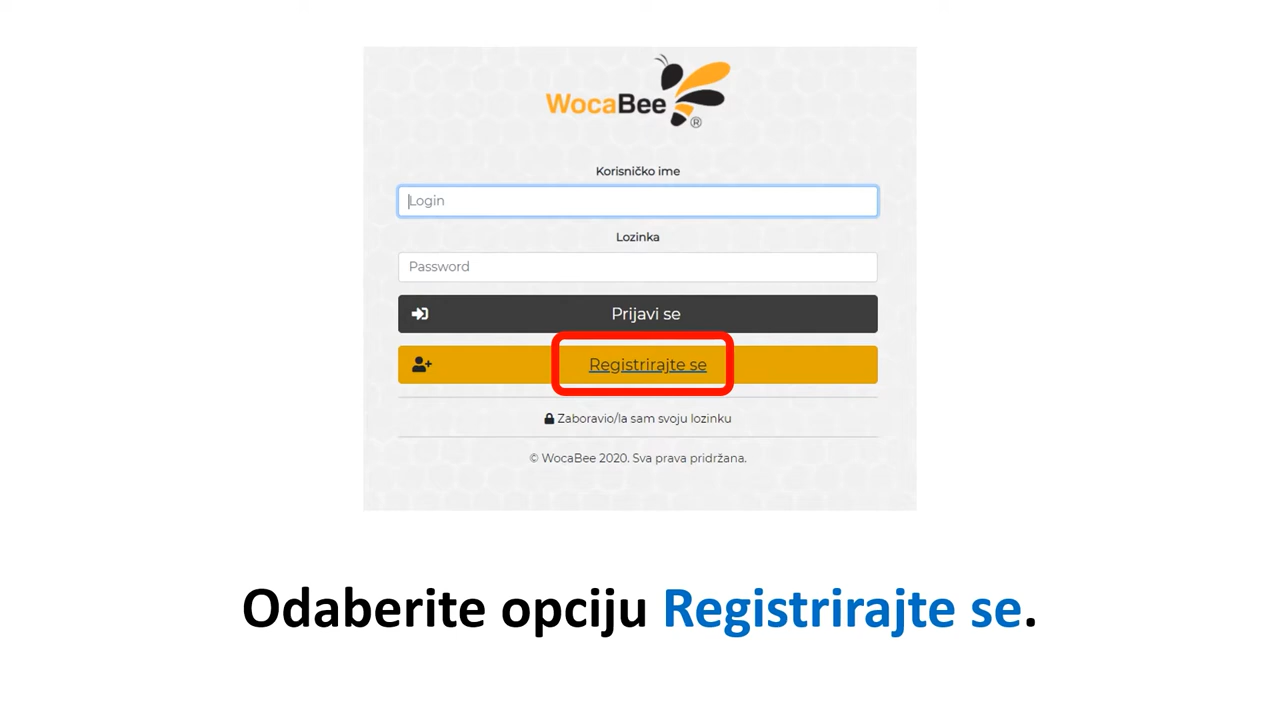 WocaBee
®
Korisničko ime
Login
Lozinka
Password
Prijavi se
Registrirajte se
Zaboravio/la sam svoju lozinku
© WocaBee 2020. Sva prava pridržana.
Odaberite opciju Registrirajte se.